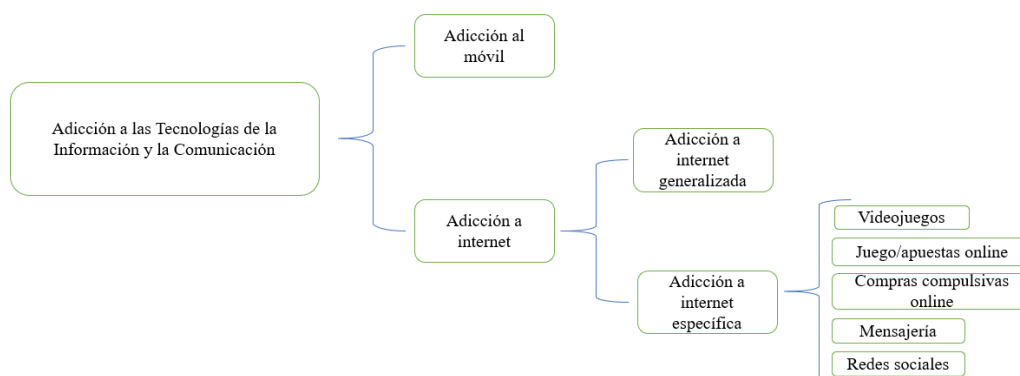 Adicción a las Tecnologías de la
Información y la Comunicación
Adicción al
móvil
Adicción a
internet
Adicción a
internet
generalizada
Adicción a
internet
específica
Videojuegos
Juego/apuestas online
Compras compulsivas
online
Mensajería
Redes sociales